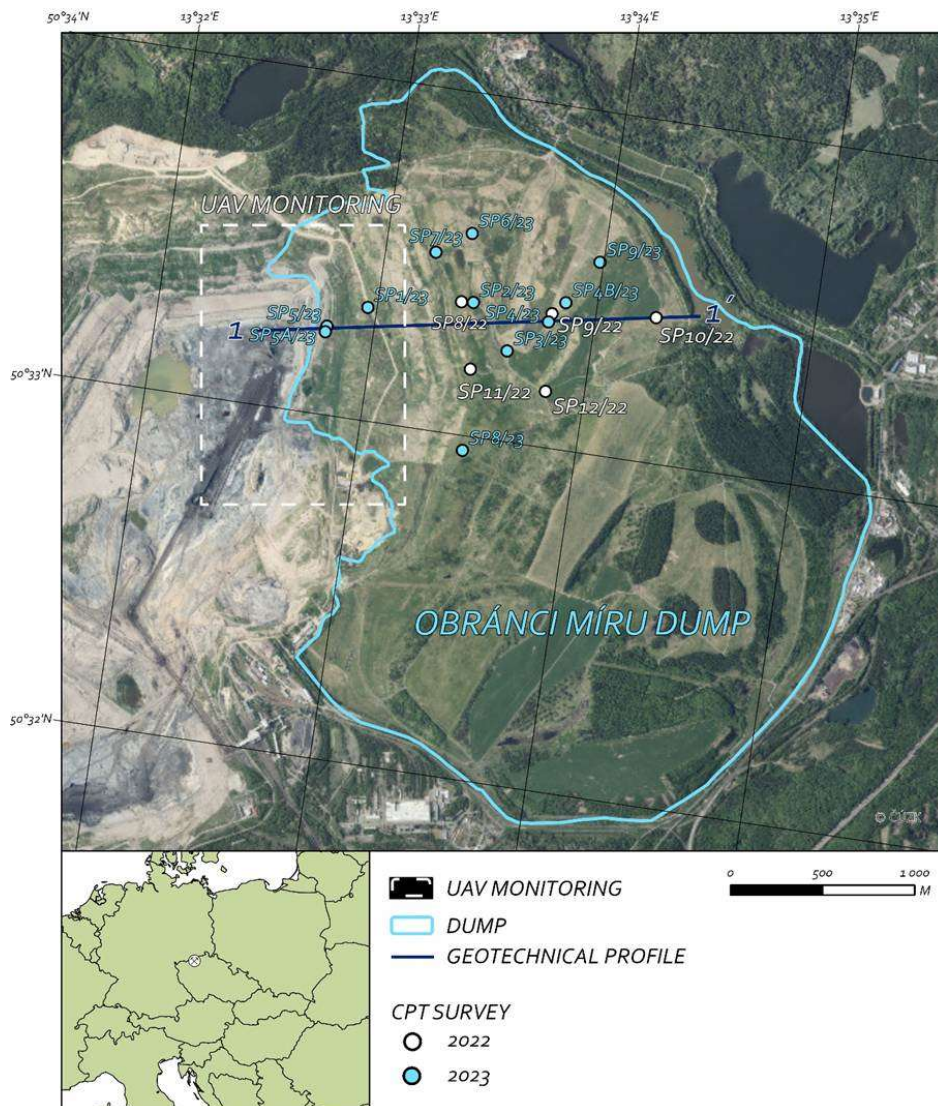 50°34'N 13°32'E 13°33'E 13°34'E 13°35'E
UAV MONITORING
SP6/23
SP7/23
SP9/23
SP1/23
SP2/23
SP4B/23
SP5/23
SP4/23
SP8/22
SP9/22
SP10/22
1
1'
SP5A/23
SP3/23
50°33'N
SP11/22
SP12/22
SP8/23
OBRÁNCI MÍRU DUMP
50°32'N
© ČÚZK
UAV MONITORING
0 500 1 000
M
DUMP
GEOTECHNICAL PROFILE
CPT SURVEY
2022
2023